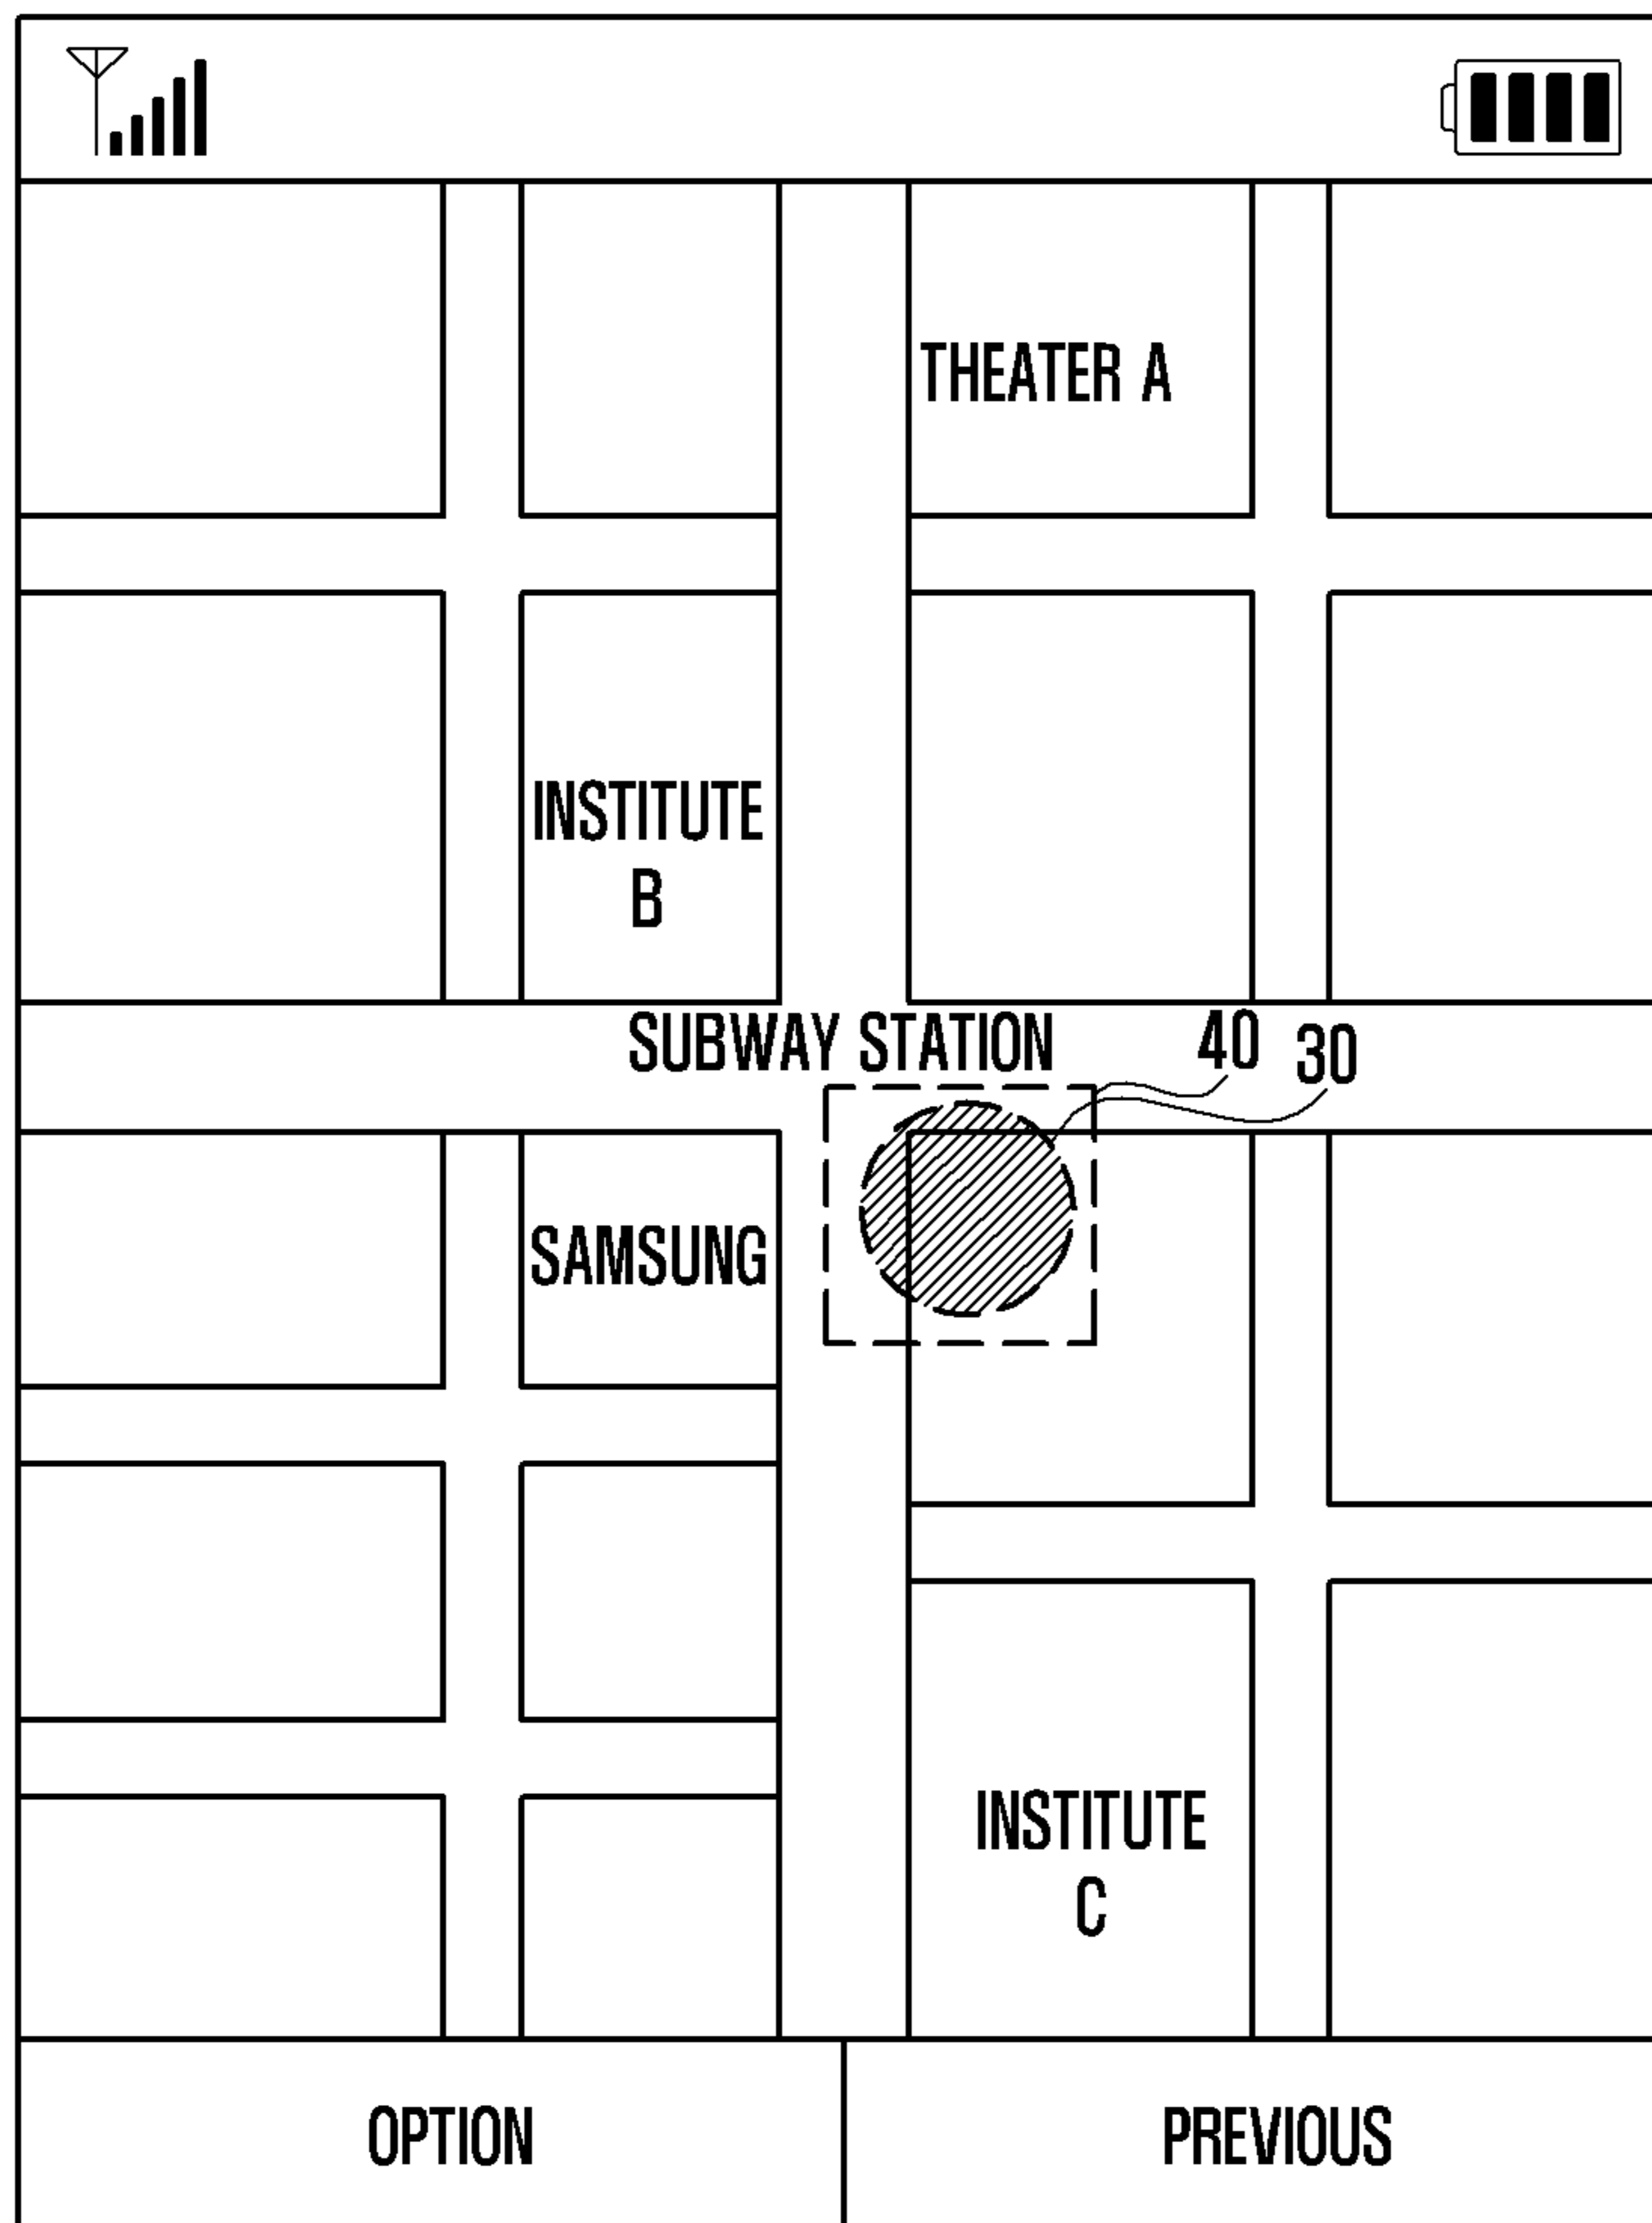 THEATER A
INSTITUTE
B
SUBWAY STATION
40
30
SAMSUNG
INSTITUTE
C
OPTION
PREVIOUS